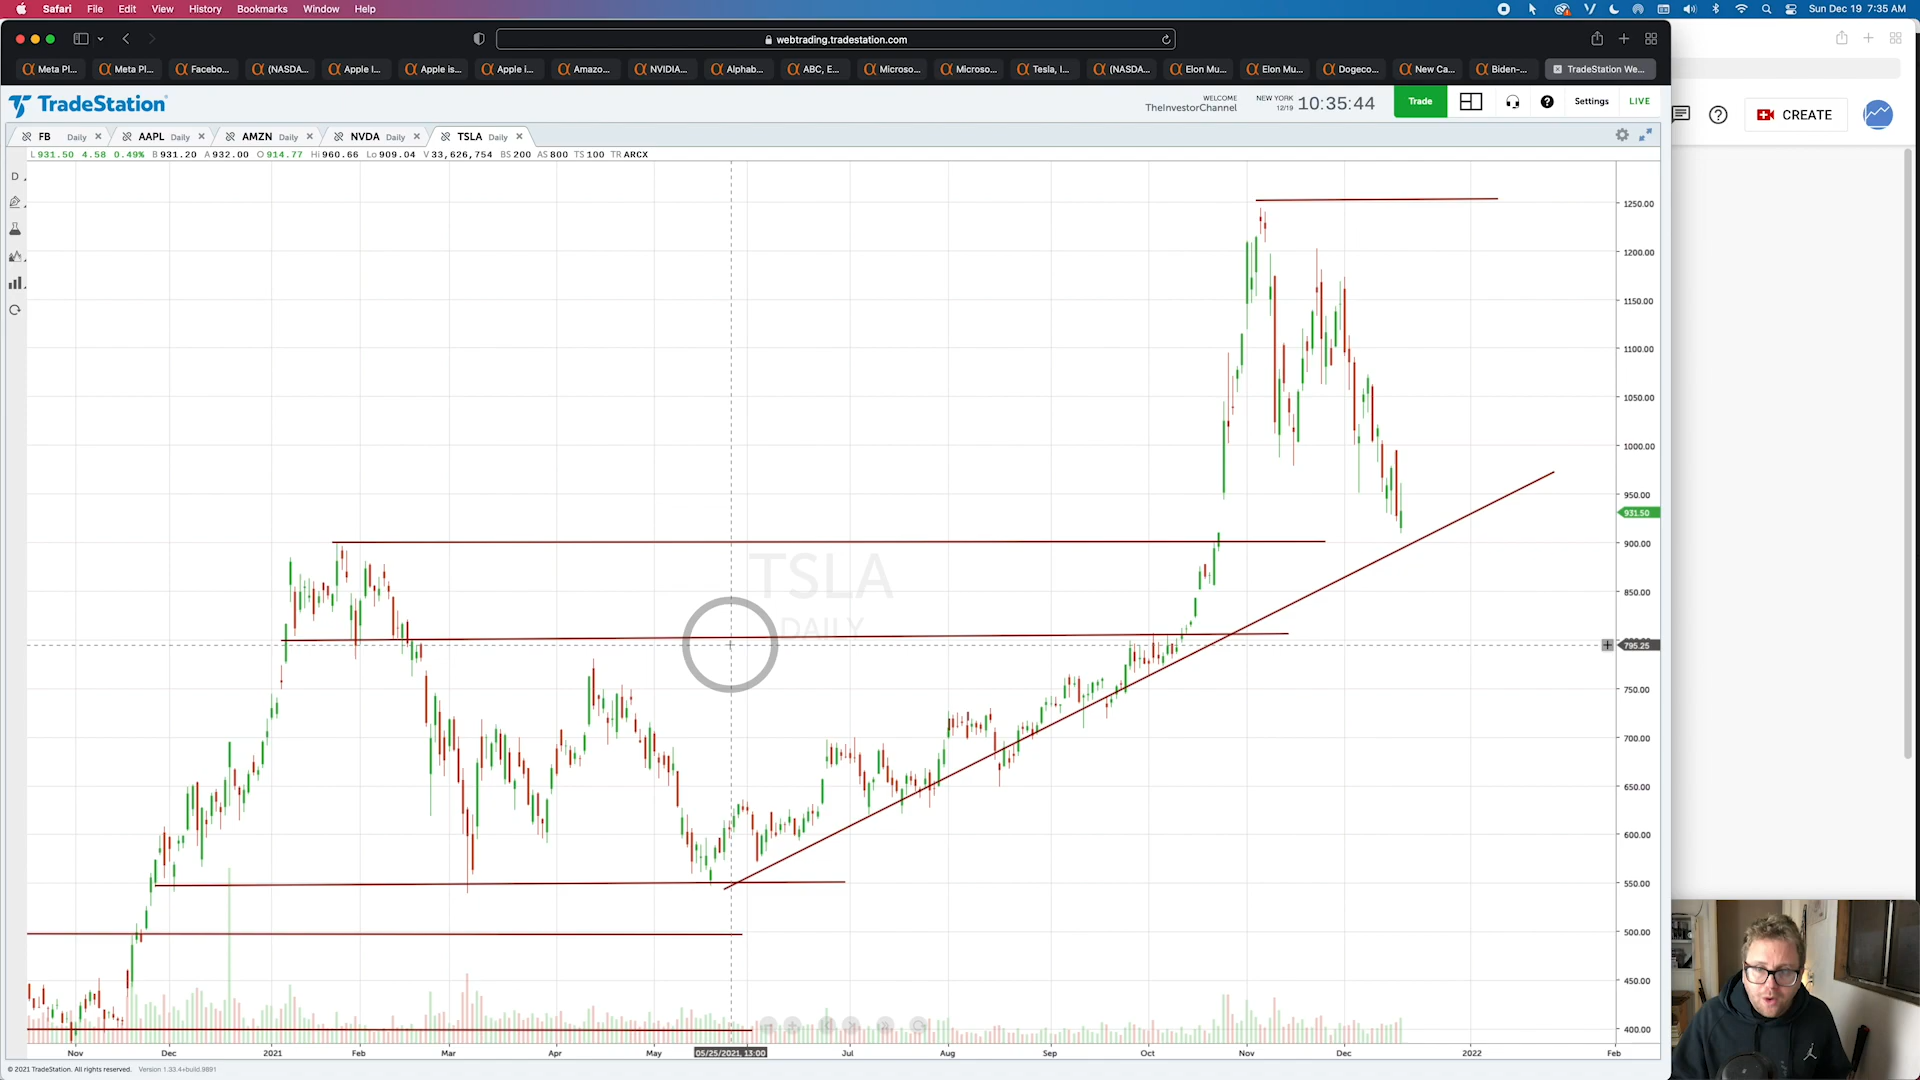 Safari File Edit View History Bookmarks Window Help Sun Dec 19 7:35 AM
webtrading.tradestation.com
Meta Pl... Meta Pl... Facebo... (NASDA... Apple I... Apple is... Apple i... Amazo... NVIDIA... Alphab... ABC, E... Microso... Microso... Tesla, I... (NASDA... Elon Mu... Elon Mu... Dogeco... New Ca... Biden-... TradeStation We...
TradeStation
WELCOME
TheInvestorChannel
NEW YORK
12/19
10:35:44
Trade
Settings
LIVE
CREATE
FB Daily AAPL Daily AMZN Daily NVDA Daily TSLA Daily
L 931.50 4.58 0.49% B 931.20 A 932.00 O 914.77 Hi 960.66 Lo 909.04 V 33,626,754 BS 200 AS 800 TS 100 TR ARCX
D
1250.00
1200.00
1150.00
1100.00
1050.00
1000.00
950.00
931.50
900.00
850.00
795.25
750.00
700.00
650.00
600.00
550.00
500.00
450.00
400.00
TSLA
DAILY
Nov Dec 2021 Feb Mar Apr May 05/25/2021, 13:00 Jul Aug Sep Oct Nov Dec 2022 Feb
© 2021 TradeStation. All rights reserved. Version 1.33.4+build.9891